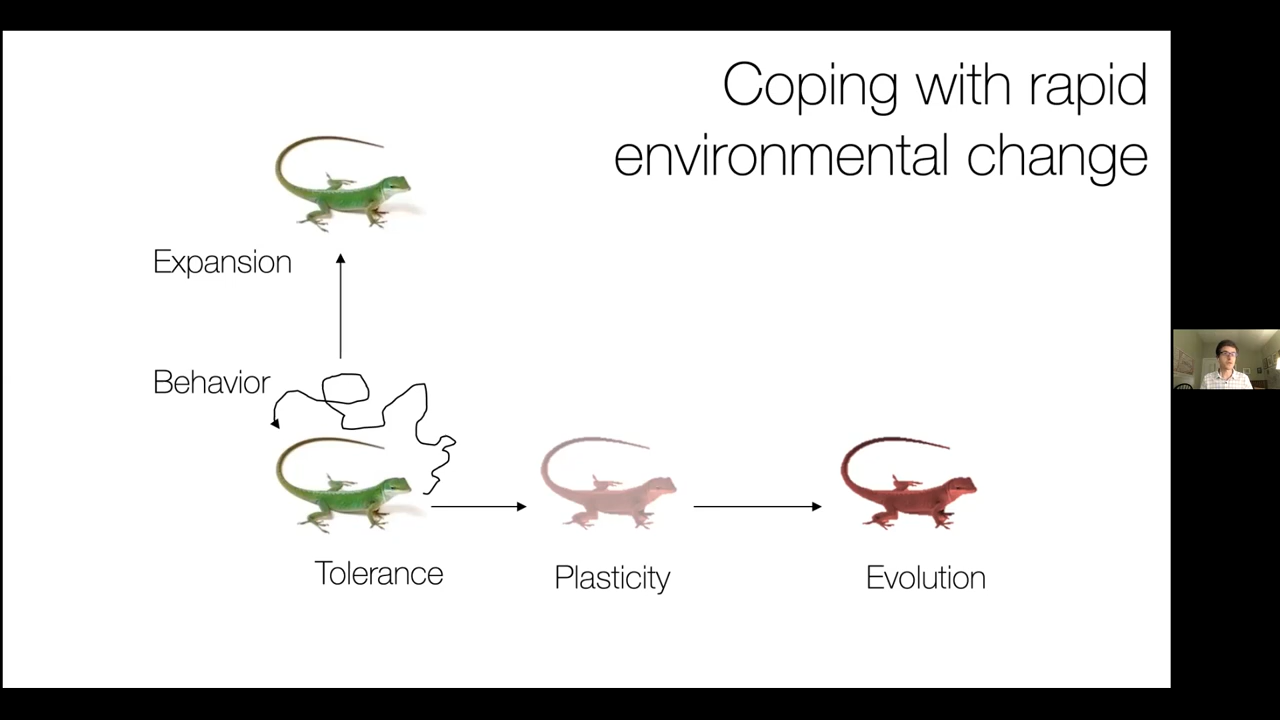 Coping with rapid
environmental change
Expansion
Behavior
Tolerance
Plasticity
Evolution